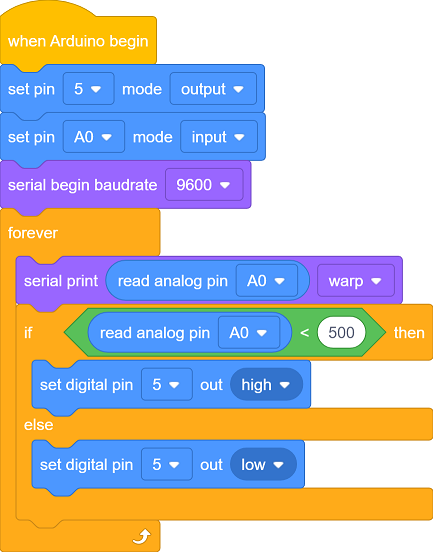 when Arduino begin
set pin 5 mode output
set pin A0 mode input
serial begin baudrate 9600
forever
serial print read analog pin A0 warp
if read analog pin A0 < 500 then
set digital pin 5 out high
else
set digital pin 5 out low